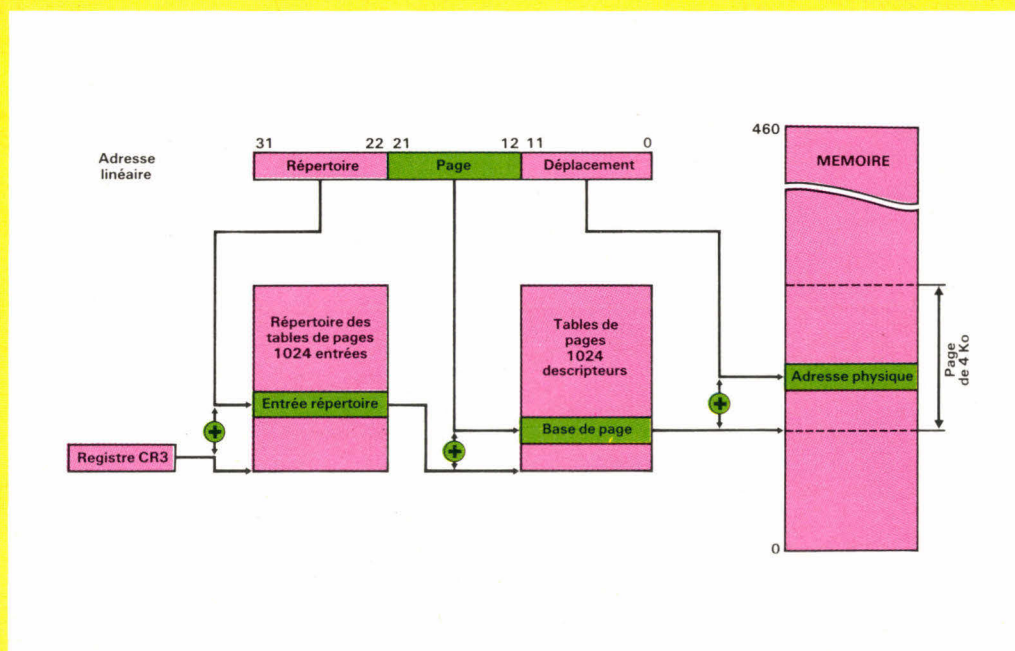 Adresse
linéaire
31 22 21 12 11 0
Répertoire Page Déplacement
460
MEMOIRE
Répertoire des
tables de pages
1024 entrées
Entrée répertoire
Tables de
pages
1024
descripteurs
Base de page
Adresse physique
Page
de 4 Ko
Registre CR3
0